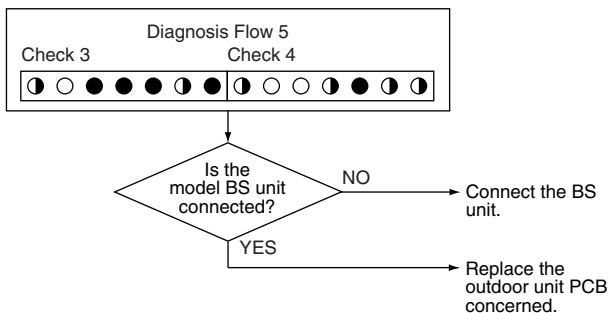 Diagnosis Flow 5
Check 3
Check 4
Is the
model BS unit
connected?
NO
Connect the BS
unit.
YES
Replace the
outdoor unit PCB
concerned.